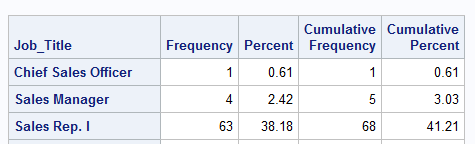 Job_Title Frequency Percent Cumulative Frequency Cumulative Percent
Chief Sales Officer 1 0.61 1 0.61
Sales Manager 4 2.42 5 3.03
Sales Rep. I 63 38.18 68 41.21